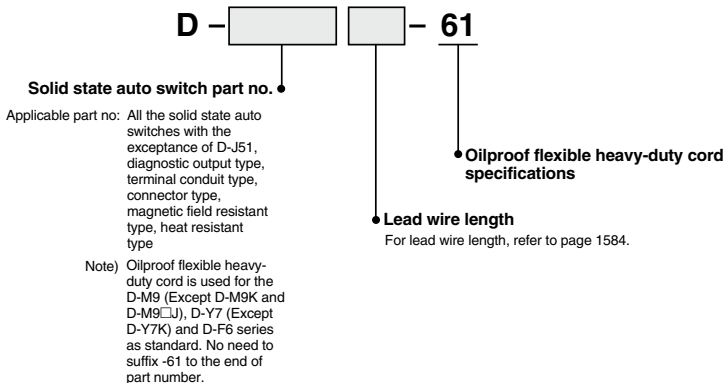 D – – 61
Solid state auto switch part no.
Applicable part no: All the solid state auto
switches with the
exceptance of D-J51,
diagnostic output type,
terminal conduit type,
connector type,
magnetic field resistant
type, heat resistant
type
Note) Oilproof flexible heavy-
duty cord is used for the
D-M9 (Except D-M9K and
D-M9□J), D-Y7 (Except
D-Y7K) and D-F6 series
as standard. No need to
suffix -61 to the end of
part number.
Lead wire length
For lead wire length, refer to page 1584.
Oilproof flexible heavy-duty cord
specifications